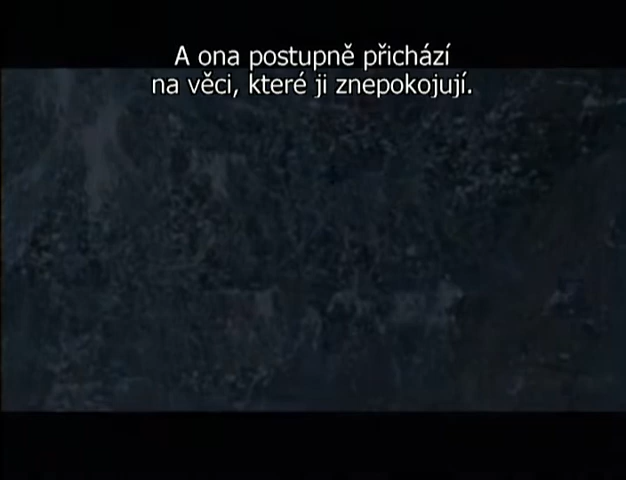 A ona postupně přichází
na věci, které ji znepokojují.